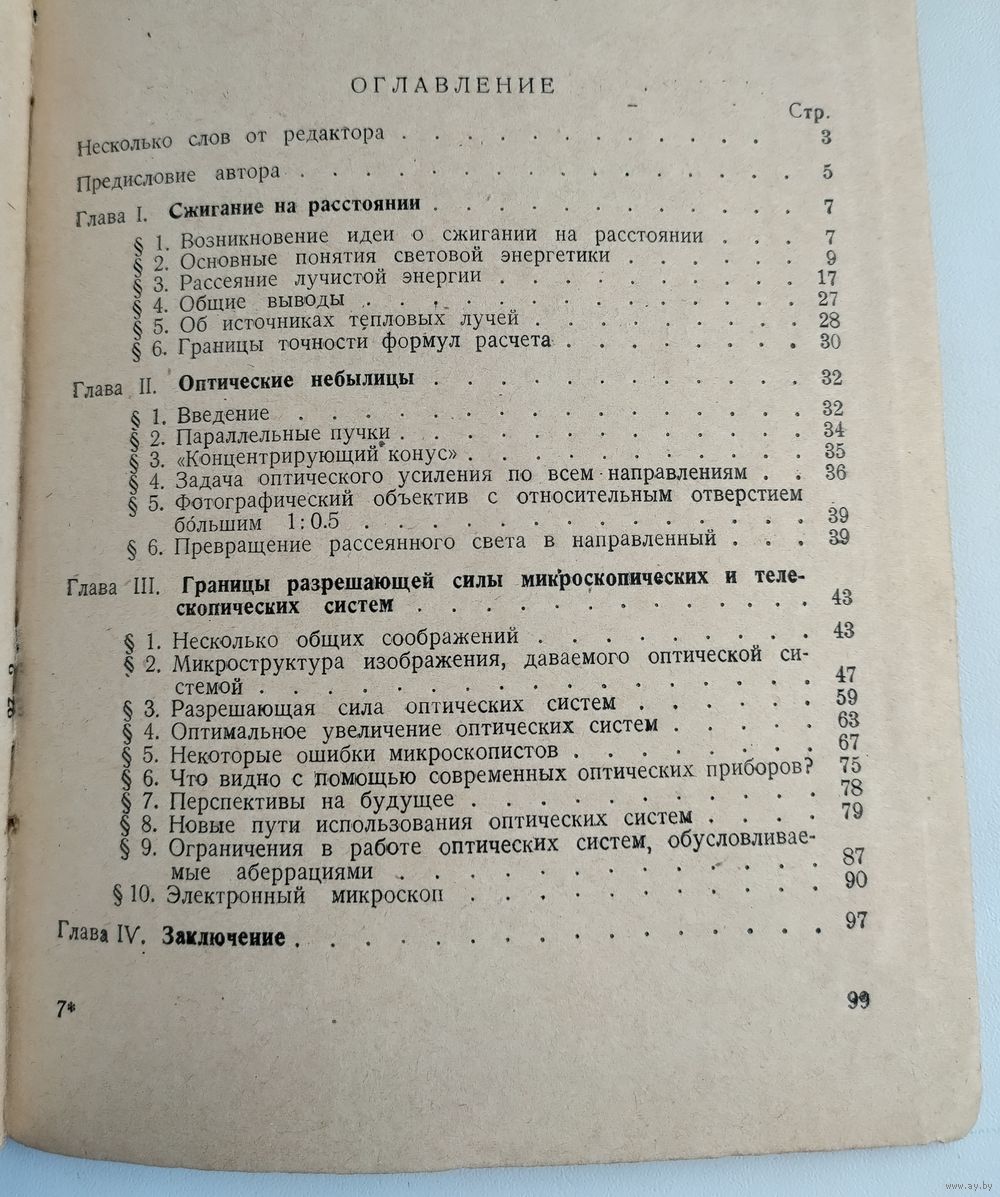 ОГЛАВЛЕНИЕ
Стр.
Несколько слов от редактора . . . . . . . . . . . . 3
Предисловие автора . . . . . . . . . . . . . . . . 5
Глава I. Сжигание на расстоянии . . . . . . . . . . . . 7
§ 1. Возникновение идеи о сжигании на расстоянии . . . 7
§ 2. Основные понятия световой энергетики . . . . . . 9
§ 3. Рассеяние лучистой энергии . . . . . . . . . . 17
§ 4. Общие выводы . . . . . . . . . . . . . . 27
§ 5. Об источниках тепловых лучей . . . . . . . . . 28
§ 6. Границы точности формул расчета . . . . . . . . 30
Глава II. Оптические небылицы . . . . . . . . . . . . 32
§ 1. Введение . . . . . . . . . . . . . . . . 32
§ 2. Параллельные пучки . . . . . . . . . . . . . 34
§ 3. «Концентрирующий конус» . . . . . . . . . . . 35
§ 4. Задача оптического усиления по всем направлениям . . 36
§ 5. Фотографический объектив с относительным отверстием
бо́льшим 1:0.5 . . . . . . . . . . . . . . 39
§ 6. Превращение рассеянного света в направленный . . . 39
Глава III. Границы разрешающей силы микроскопических и теле-
скопических систем . . . . . . . . . . . . . 43
§ 1. Несколько общих соображений . . . . . . . . . 43
§ 2. Микроструктура изображения, даваемого оптической си-
стемой . . . . . . . . . . . . . . . . . 47
§ 3. Разрешающая сила оптических систем . . . . . . 59
§ 4. Оптимальное увеличение оптических систем . . . . . 63
§ 5. Некоторые ошибки микроскопистов . . . . . . . . 67
§ 6. Что видно с помощью современных оптических приборов? 75
§ 7. Перспективы на будущее . . . . . . . . . . . 78
§ 8. Новые пути использования оптических систем . . . . 79
§ 9. Ограничения в работе оптических систем, обусловливае-
мые аберрациями . . . . . . . . . . . . . 87
§ 10. Электронный микроскоп . . . . . . . . . . . 90
Глава IV. Заключение . . . . . . . . . . . . . . . . 97
7*
99
www.ay.by